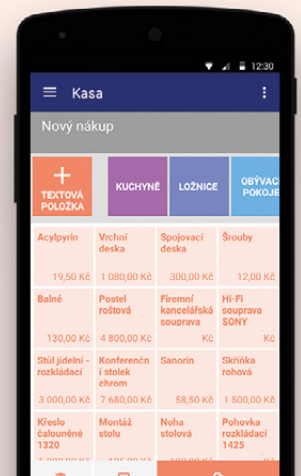 12:30
Kasa
Nový nákup
+
TEXTOVÁ
POLOŽKA
KUCHYNĚ
LOŽNICE
OBÝVAC
POKOJE
Acylpyrin
Vrchní
deska
Spojovací
deska
Šrouby
19,50 Kč
1 080,00 Kč
300,00 Kč
12,00 Kč
Balné
Postel
roštová
Firemní
kancelářská
souprava
Hi-Fi
souprava
SONY
130,00 Kč
4 800,00 Kč
Kč
Kč
Stůl jídelní -
rozkládací
Konferenčn
í stolek
chrom
Sanorin
Skříňka
rohová
3 000,00 Kč
7 680,00 Kč
58,50 Kč
1 500,00 Kč
Křeslo
čalouněné
1320
Montáž
stolu
Noha
stolová
Pohovka
rozkládací
1425